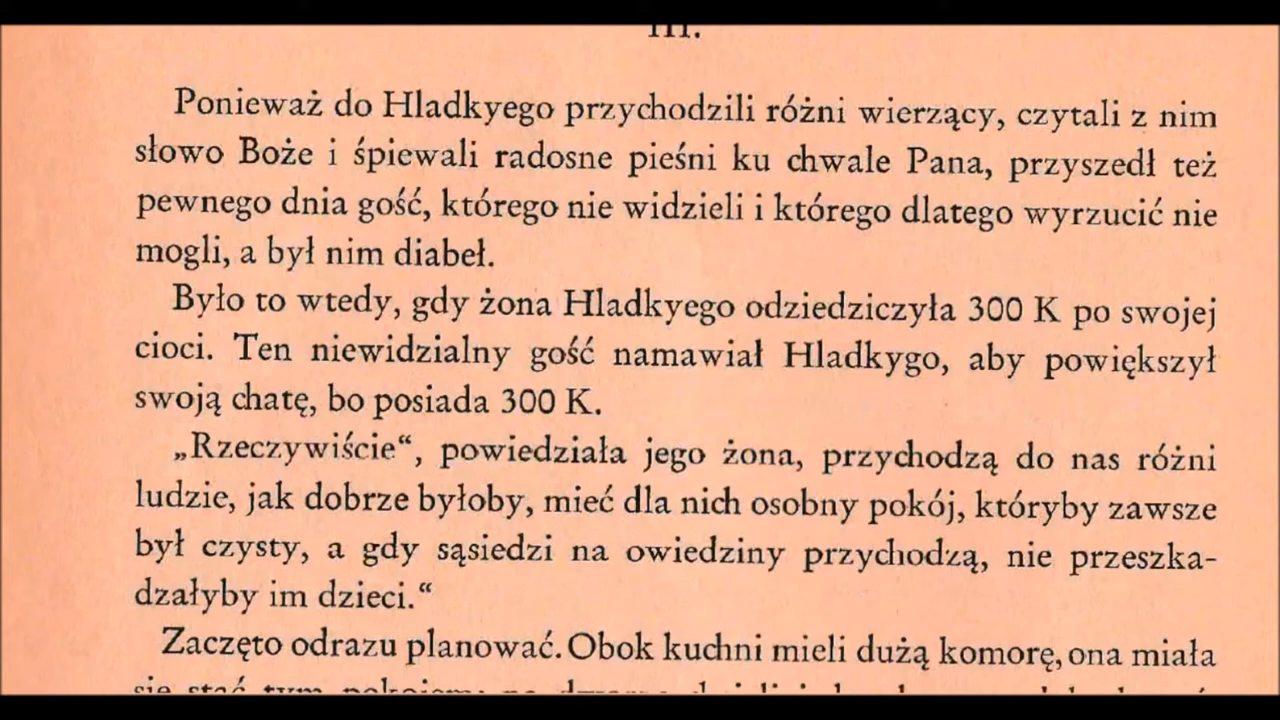 III.
Ponieważ do Hladkyego przychodzili różni wierzący, czytali z nim
słowo Boże i śpiewali radosne pieśni ku chwale Pana, przyszedł też
pewnego dnia gość, którego nie widzieli i którego dlatego wyrzucić nie
mogli, a był nim diabeł.
Było to wtedy, gdy żona Hladkyego odziedziczyła 300 K po swojej
cioci. Ten niewidzialny gość namawiał Hladkygo, aby powiększył
swoją chatę, bo posiada 300 K.
„Rzeczywiście“, powiedziała jego żona, przychodzą do nas różni
ludzie, jak dobrze byłoby, mieć dla nich osobny pokój, któryby zawsze
był czysty, a gdy sąsiedzi na owiedziny przychodzą, nie przeszka-
dzałyby im dzieci.“
Zaczęto odrazu planować. Obok kuchni mieli dużą komorę, ona miała
się stać tym pokojem;